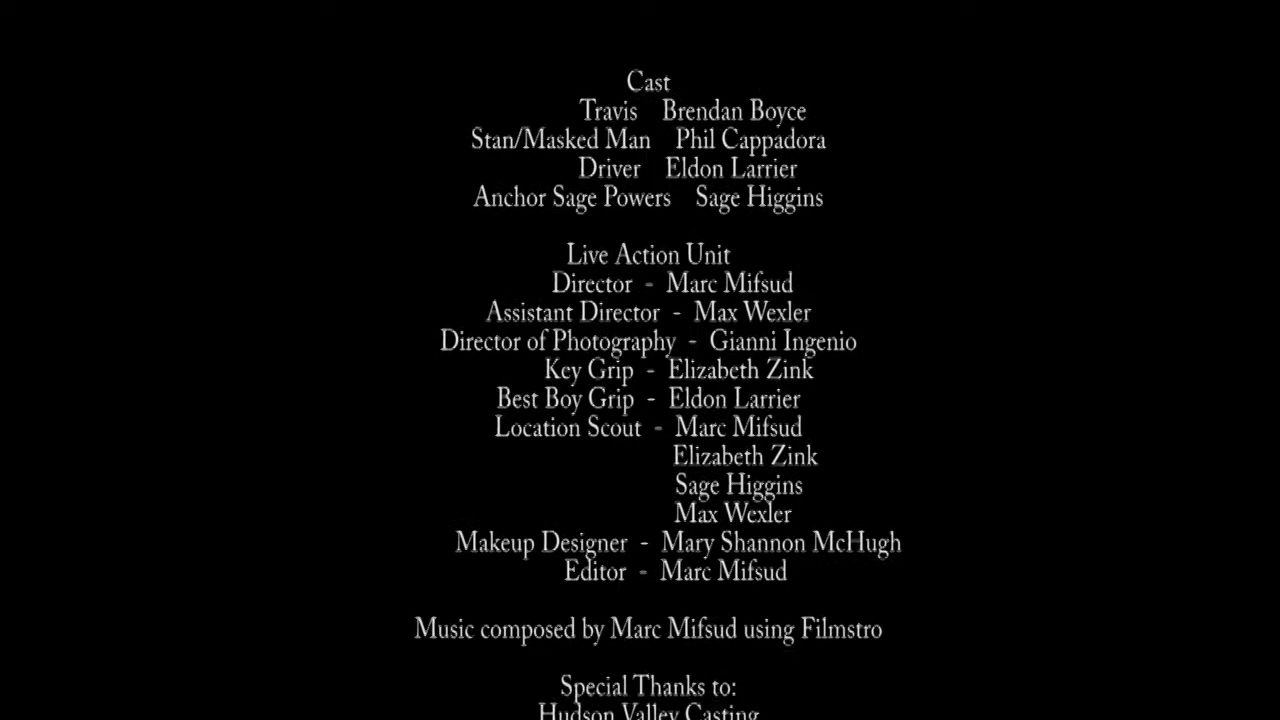 Cast
Travis Brendan Boyce
Stan/Masked Man Phil Cappadora
Driver Eldon Larrier
Anchor Sage Powers Sage Higgins
Live Action Unit
Director - Marc Mifsud
Assistant Director - Max Wexler
Director of Photography - Gianni Ingenio
Key Grip - Elizabeth Zink
Best Boy Grip - Eldon Larrier
Location Scout - Marc Mifsud
Elizabeth Zink
Sage Higgins
Max Wexler
Makeup Designer - Mary Shannon McHugh
Editor - Marc Mifsud
Music composed by Marc Mifsud using Filmstro
Special Thanks to:
Hudson Valley Casting